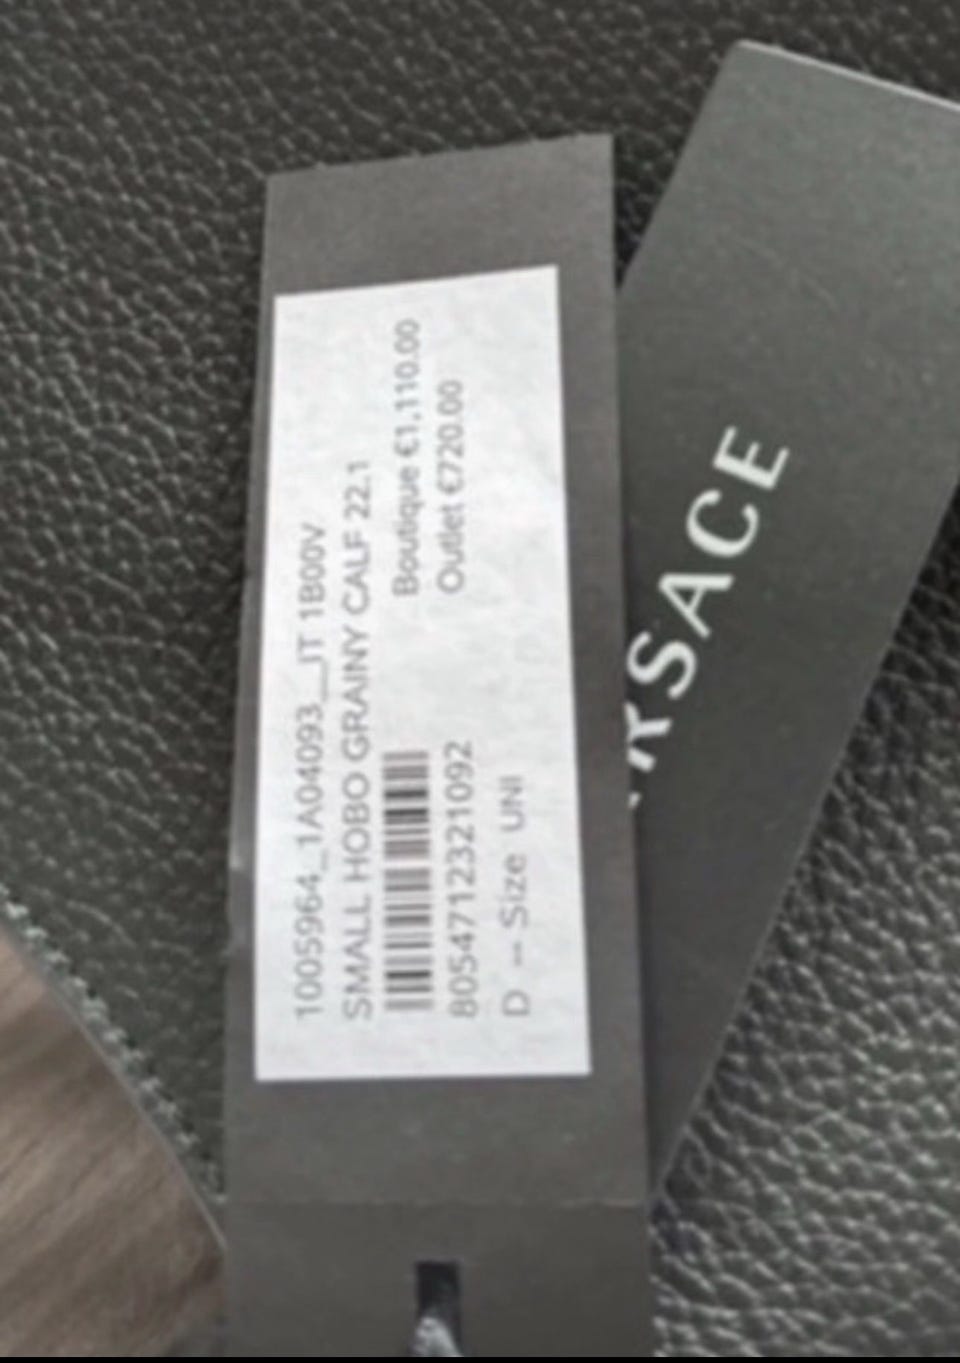 1005964_1A04093__IT 1B00V
SMALL HOBO GRAINY CALF 22.1
Boutique €1,110.00
Outlet €720.00
8054712321092
D -- Size UNI
RSACE